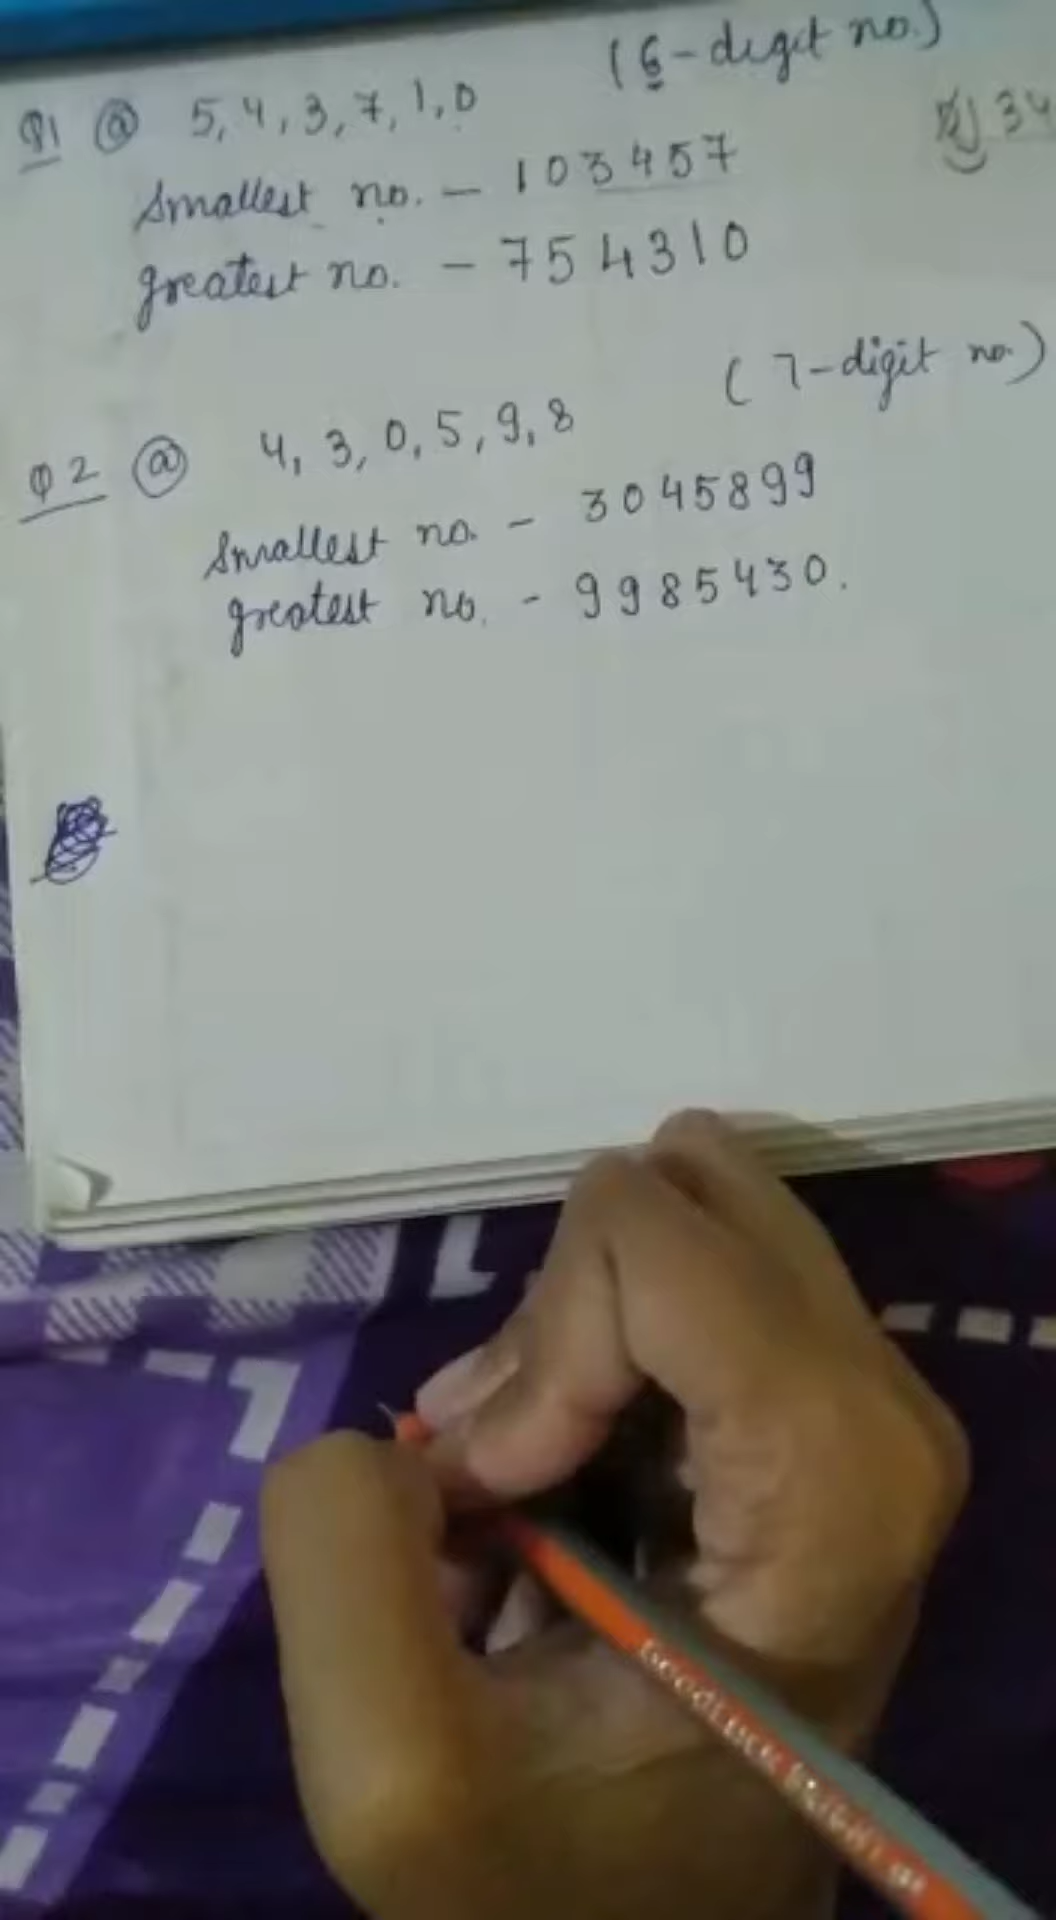 Q1 ⓐ 5, 4, 3, 7, 1, 0 (6-digit no.)
Smallest no. - 103457
greatest no. - 754310
34
Q2 ⓐ 4, 3, 0, 5, 9, 8 (7-digit no.)
Smallest no. - 3045899
greatest no. - 9985430.